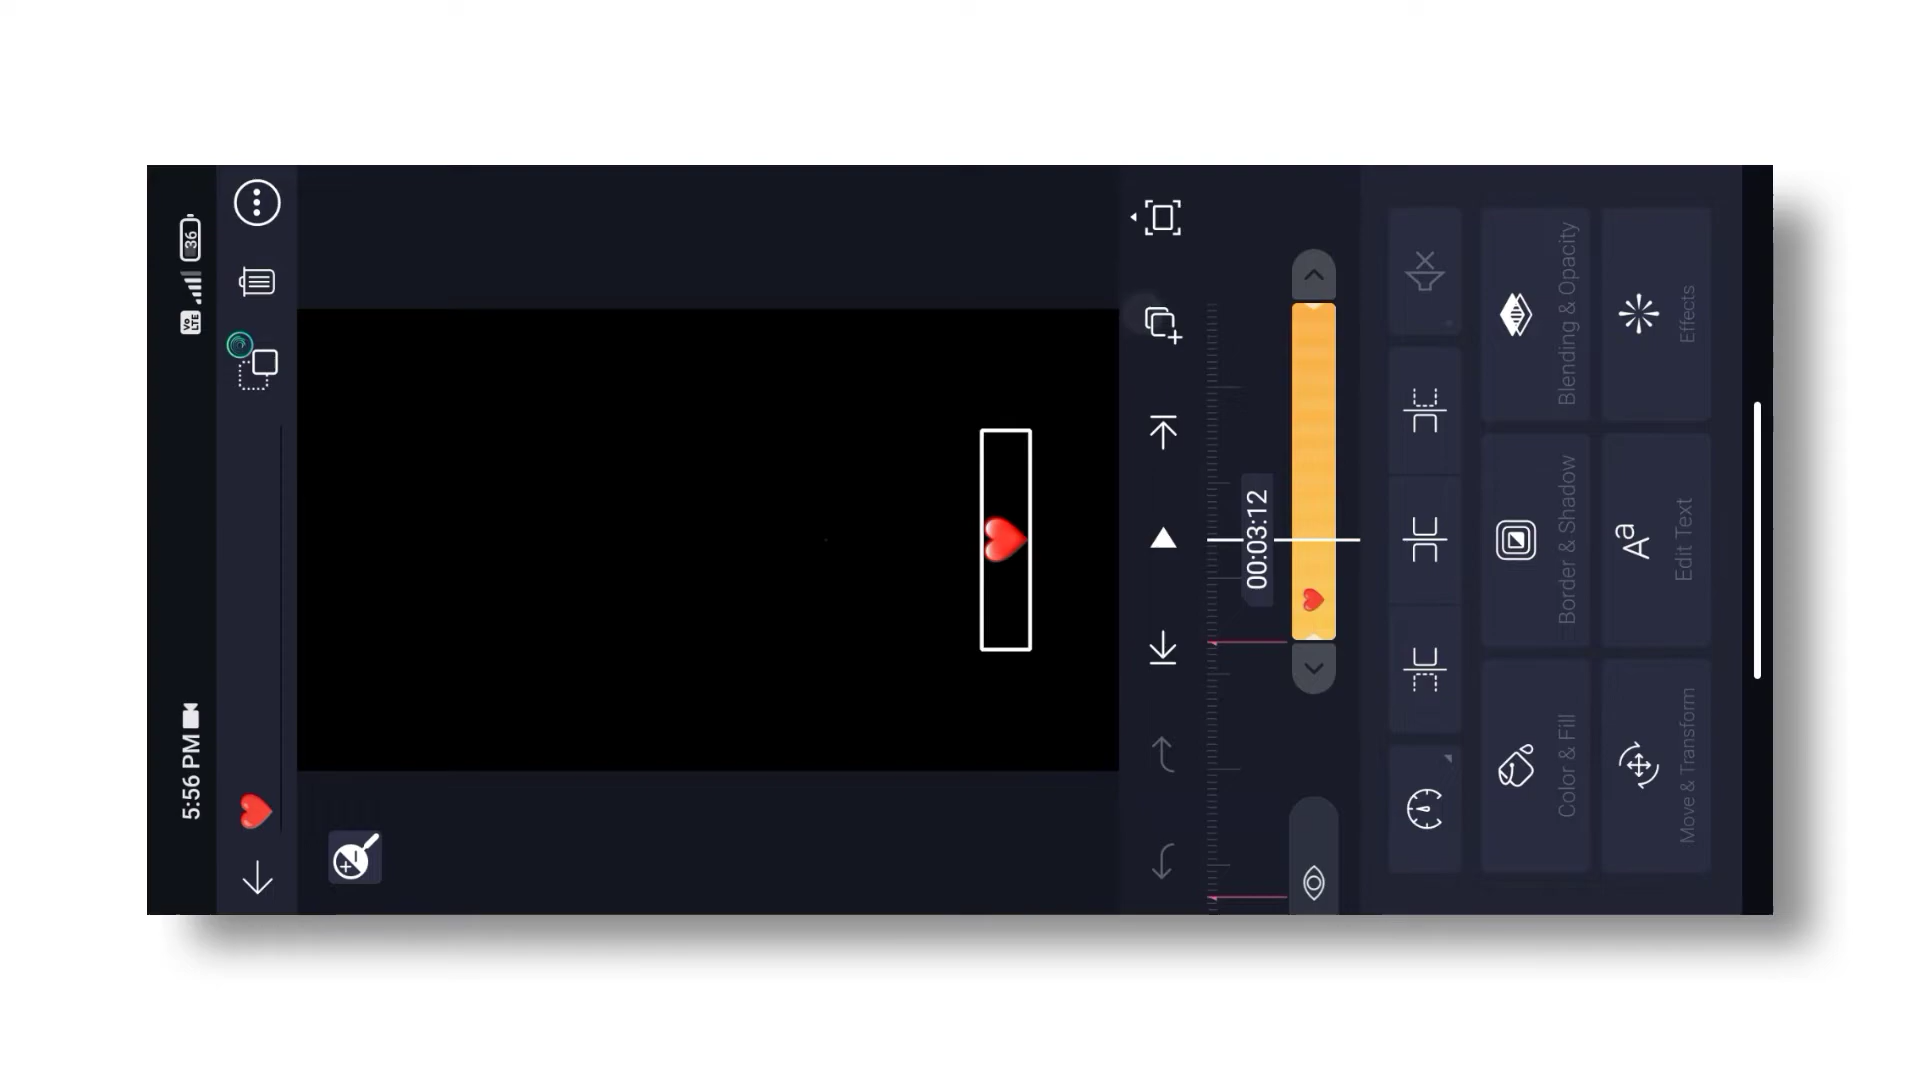 5:56 PM
Vo LTE
36
00:03:12
Move & Transform
Edit Text
Effects
Color & Fill
Border & Shadow
Blending & Opacity
Aa